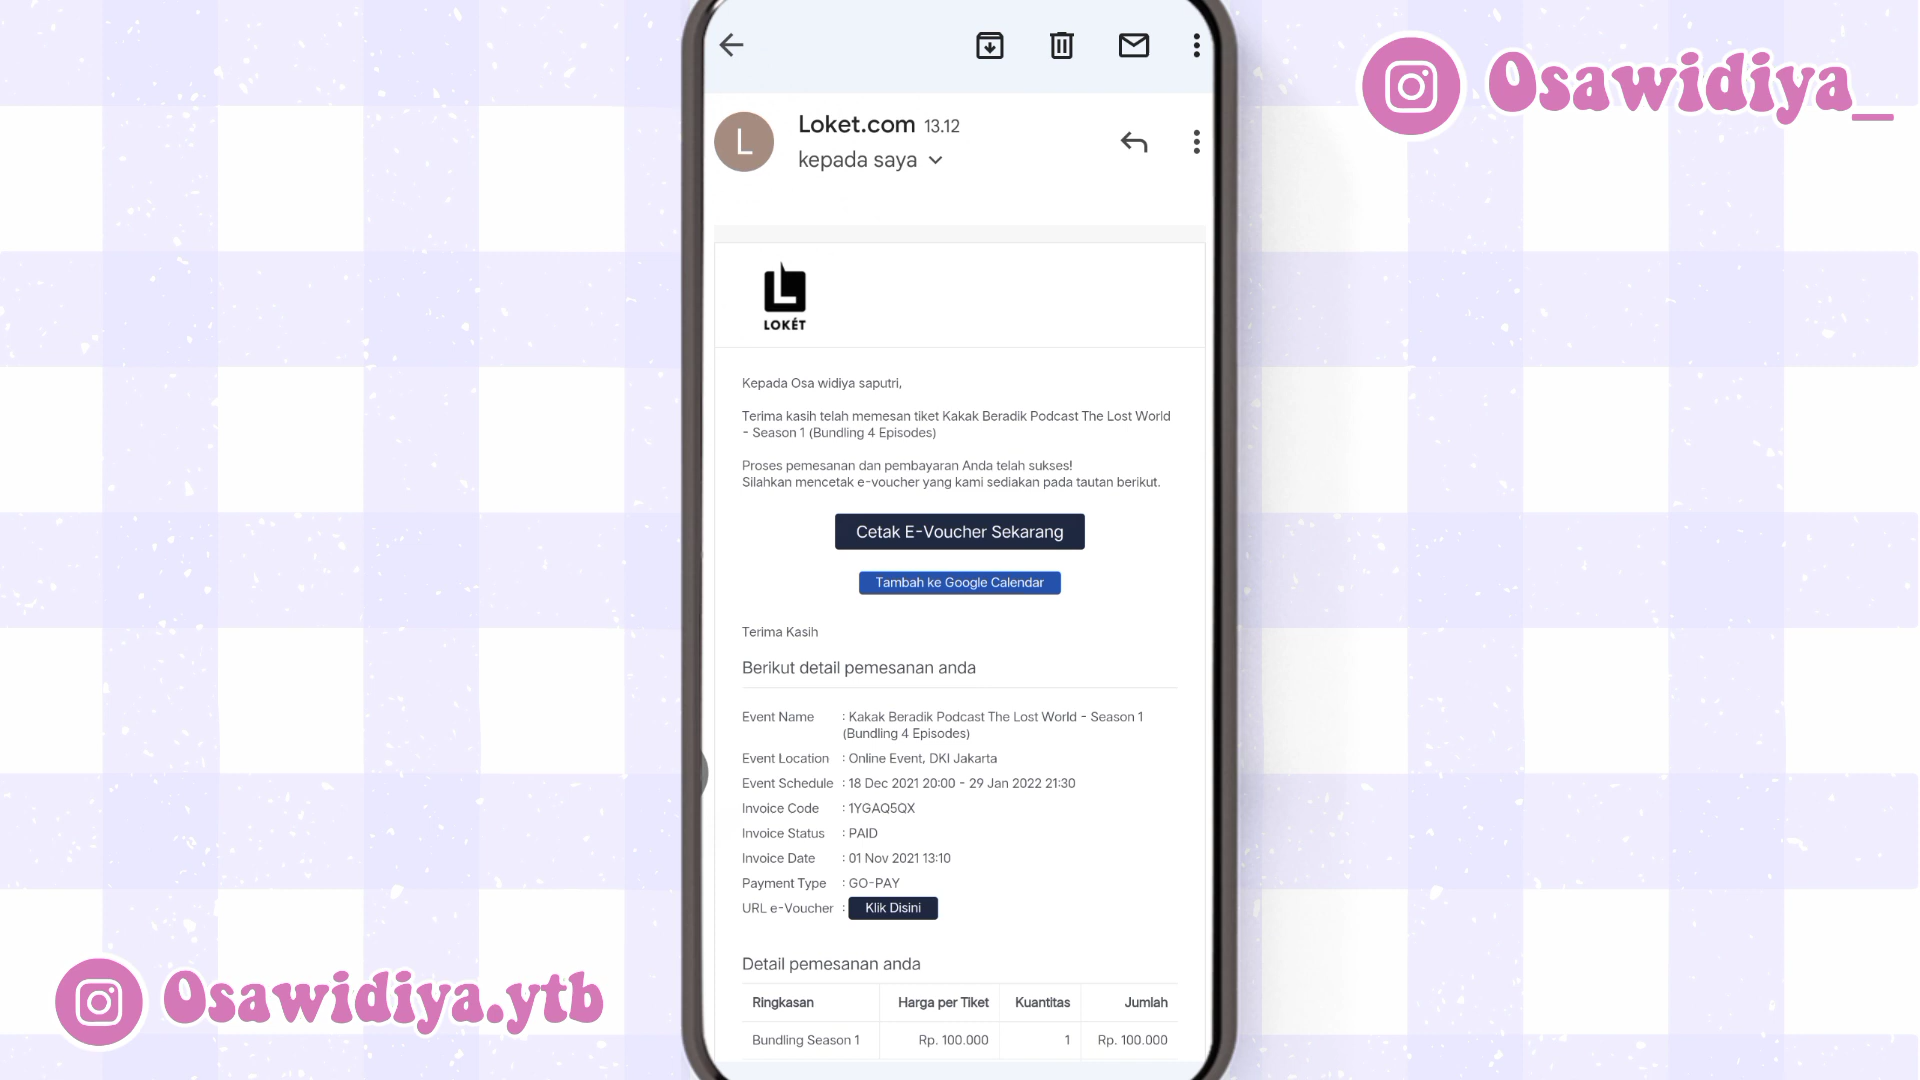 Osawidiya_
L
Loket.com 13.12
kepada saya
LOKÉT
Kepada Osa widiya saputri,
Terima kasih telah memesan tiket Kakak Beradik Podcast The Lost World
- Season 1 (Bundling 4 Episodes)
Proses pemesanan dan pembayaran Anda telah sukses!
Silahkan mencetak e-voucher yang kami sediakan pada tautan berikut.
Cetak E-Voucher Sekarang
Tambah ke Google Calendar
Terima Kasih
Berikut detail pemesanan anda
Event Name : Kakak Beradik Podcast The Lost World - Season 1
(Bundling 4 Episodes)
Event Location : Online Event, DKI Jakarta
Event Schedule : 18 Dec 2021 20:00 - 29 Jan 2022 21:30
Invoice Code : 1YGAQ5QX
Invoice Status : PAID
Invoice Date : 01 Nov 2021 13:10
Payment Type : GO-PAY
URL e-Voucher : Klik Disini
Detail pemesanan anda
Ringkasan Harga per Tiket Kuantitas Jumlah
Bundling Season 1 Rp. 100.000 1 Rp. 100.000
Osawidiya.ytb